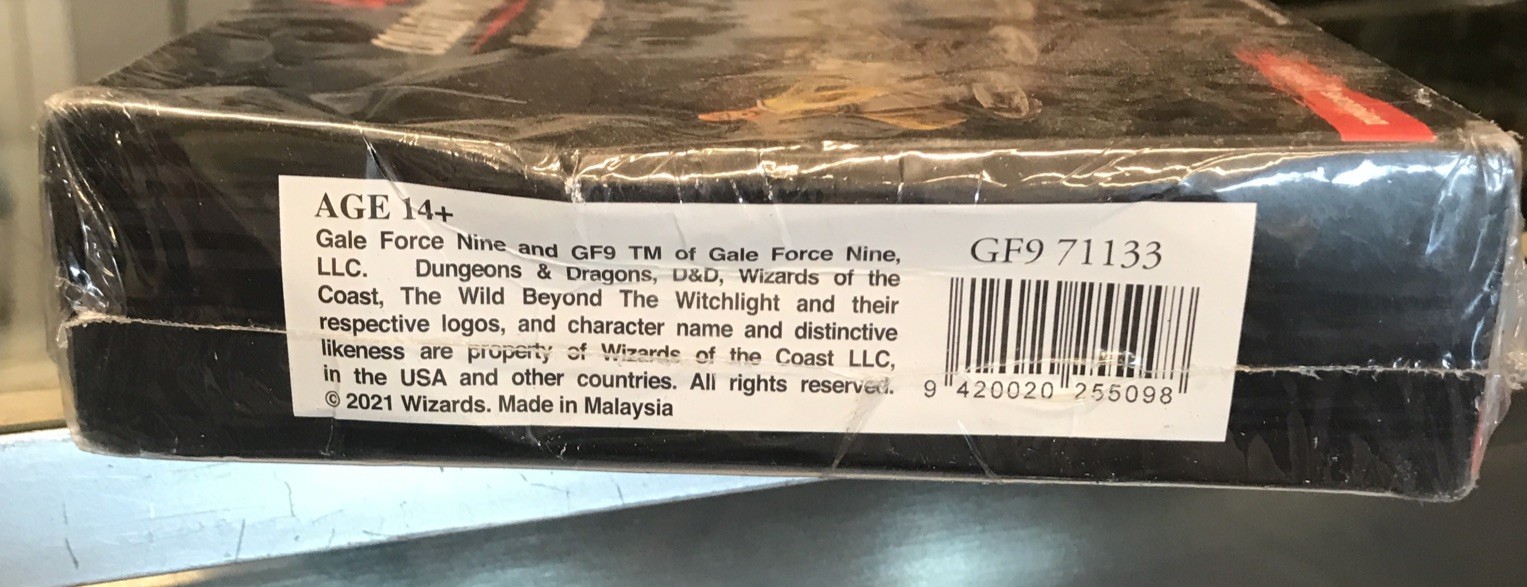 AGE 14+
Gale Force Nine and GF9 TM of Gale Force Nine,
LLC. Dungeons & Dragons, D&D, Wizards of the
Coast, The Wild Beyond The Witchlight and their
respective logos, and character name and distinctive
likeness are property of Wizards of the Coast LLC,
in the USA and other countries. All rights reserved.
© 2021 Wizards. Made in Malaysia
GF9 71133
9 420020 255098